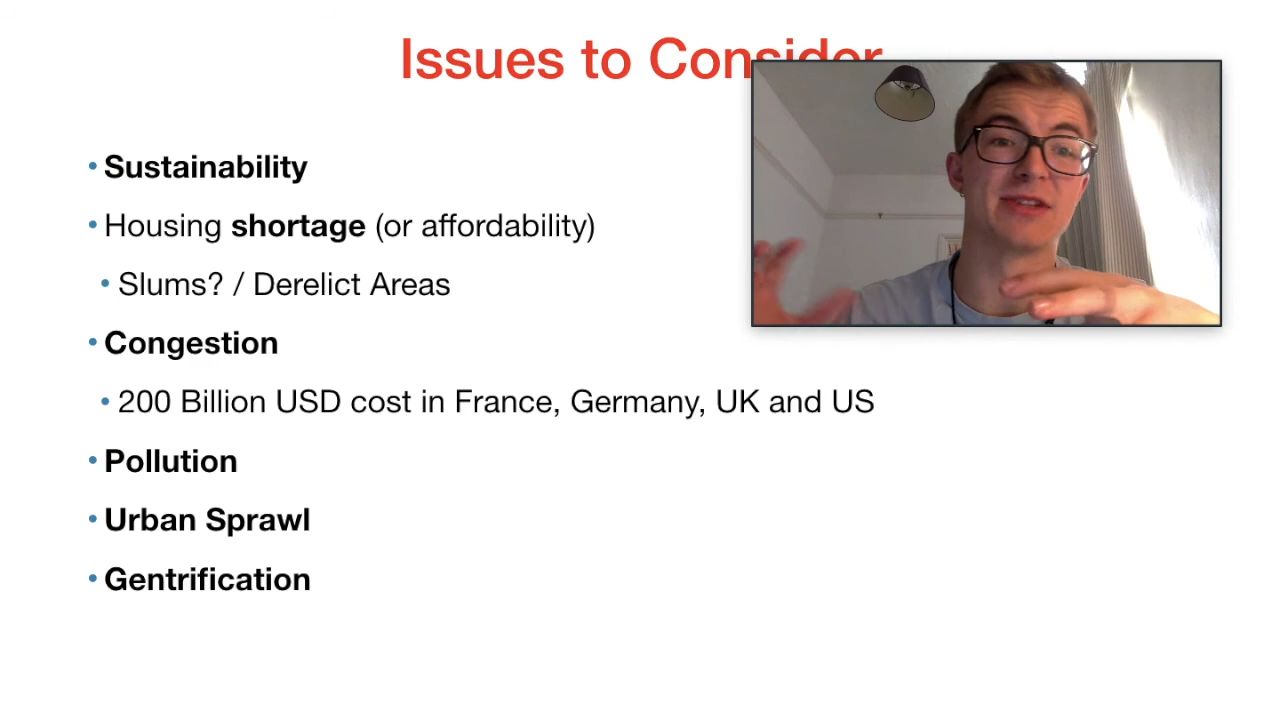 Issues to Consider
• Sustainability
• Housing shortage (or affordability)
• Slums? / Derelict Areas
• Congestion
• 200 Billion USD cost in France, Germany, UK and US
• Pollution
• Urban Sprawl
• Gentrification